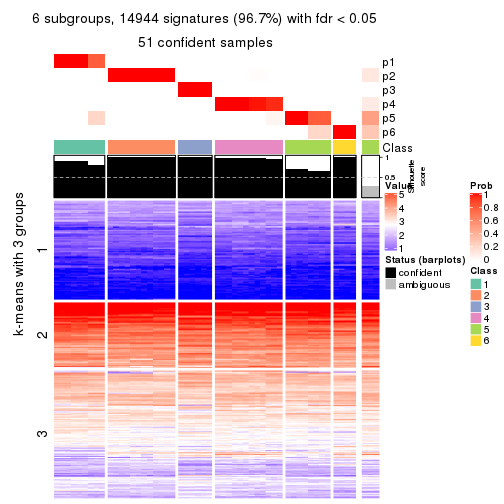 6 subgroups, 14944 signatures (96.7%) with fdr < 0.05
51 confident samples
p1
p2
p3
p4
p5
p6
Class
1
0.5
0
Silhouette
score
k-means with 3 groups
1
2
3
Value
5
4
3
2
1
Status (barplots)
confident
ambiguous
Prob
1
0.8
0.6
0.4
0.2
0
Class
1
2
3
4
5
6